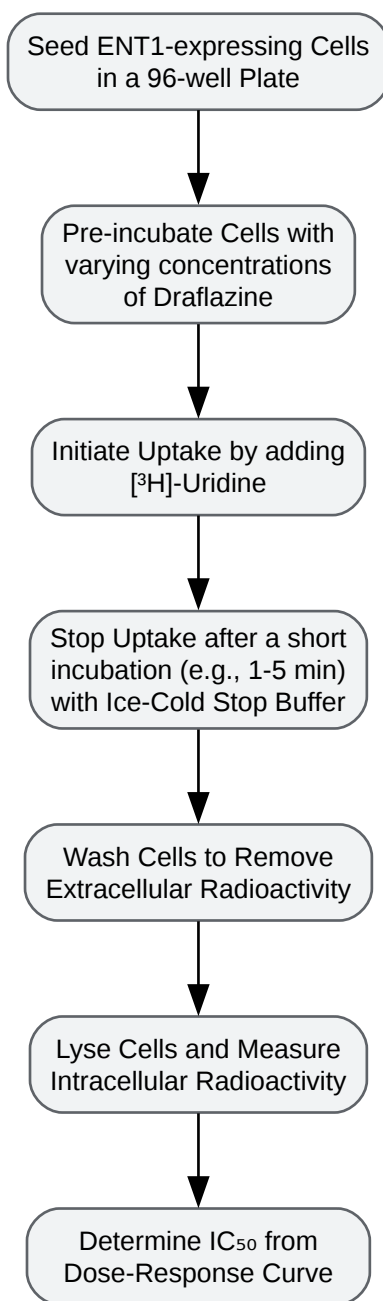 Seed ENT1-expressing Cells
in a 96-well Plate
Pre-incubate Cells with
varying concentrations
of Draflazine
Initiate Uptake by adding
[³H]-Uridine
Stop Uptake after a short
incubation (e.g., 1-5 min)
with Ice-Cold Stop Buffer
Wash Cells to Remove
Extracellular Radioactivity
Lyse Cells and Measure
Intracellular Radioactivity
Determine IC₅₀ from
Dose-Response Curve